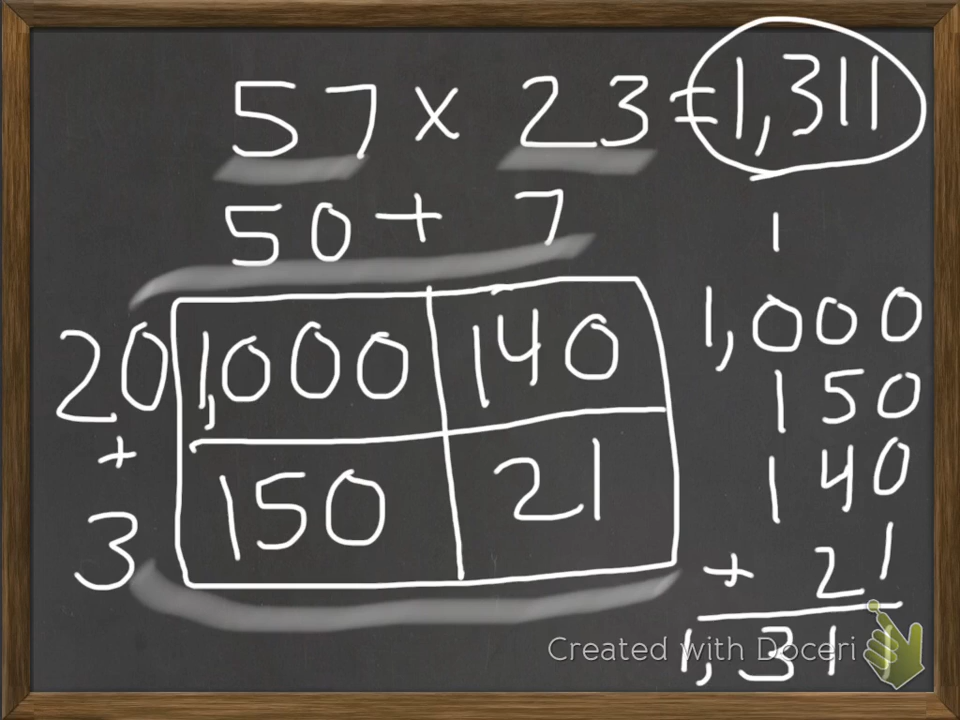 57 x 23 = 1,311
50 + 7
20 1,000 140
+
3 150 21
1
1,000
150
140
+ 21
1,311
Created with Doceri